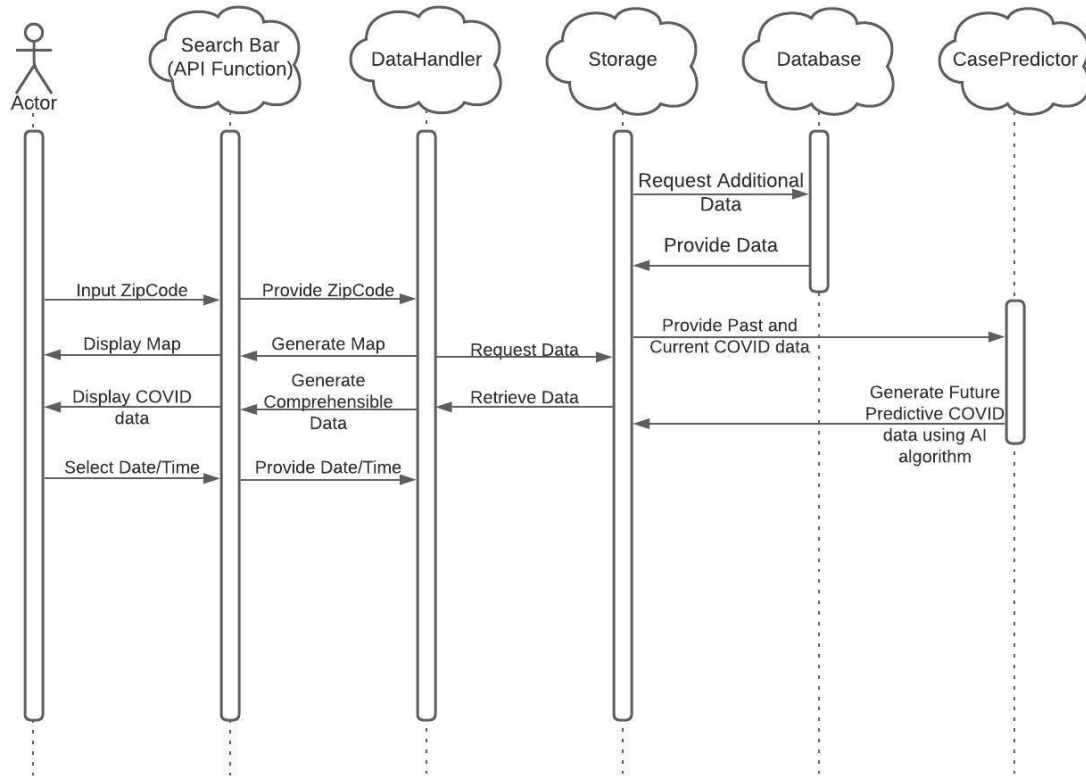 Actor
Search Bar
(API Function)
DataHandler
Storage
Database
CasePredictor
Request Additional
Data
Provide Data
Input ZipCode
Provide ZipCode
Display Map
Generate Map
Request Data
Provide Past and
Current COVID data
Display COVID
data
Generate
Comprehensible
Data
Retrieve Data
Generate Future
Predictive COVID
data using AI
algorithm
Select Date/Time
Provide Date/Time